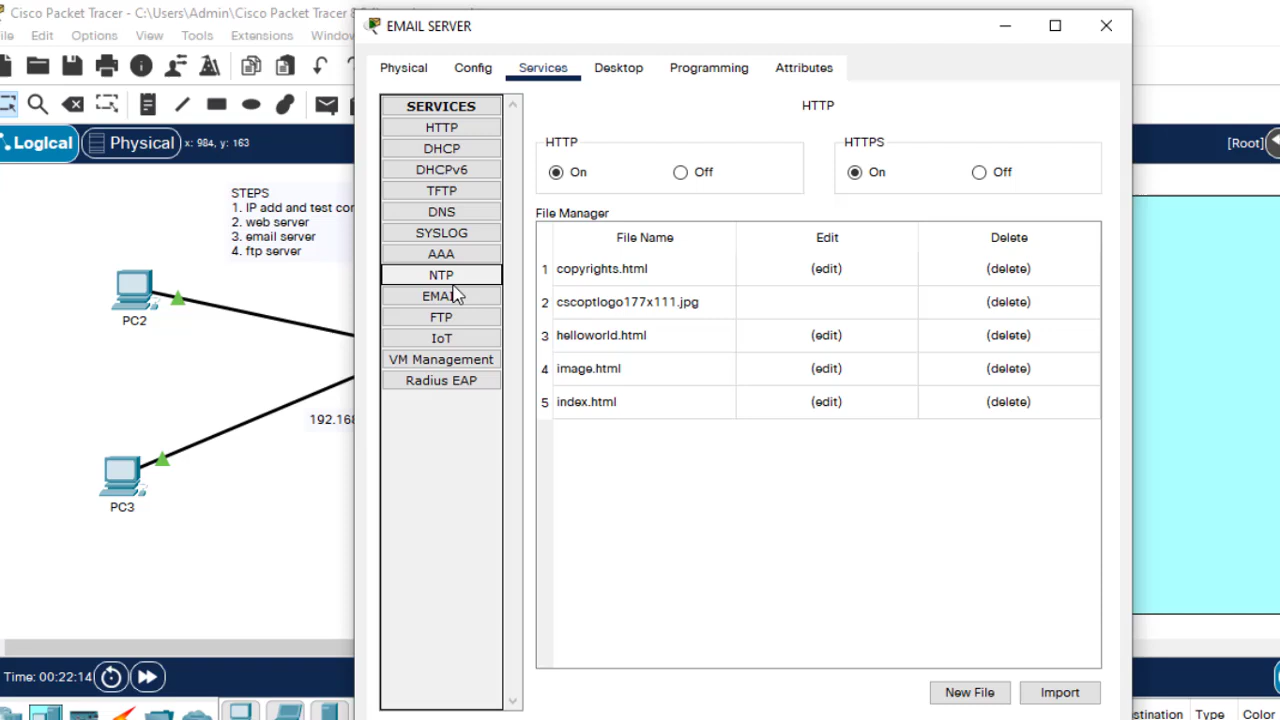 Cisco Packet Tracer - C:\Users\Admin\Cisco Packet Tracer
EMAIL SERVER
Edit Options View Tools Extensions Window
Physical Config Services Desktop Programming Attributes
SERVICES
HTTP
DHCP
DHCPv6
TFTP
DNS
SYSLOG
AAA
NTP
EMAIL
FTP
IoT
VM Management
Radius EAP
HTTP
HTTP
On Off
HTTPS
On Off
File Manager
File Name Edit Delete
1 copyrights.html (edit) (delete)
2 cscoptlogo177x111.jpg (delete)
3 helloworld.html (edit) (delete)
4 image.html (edit) (delete)
5 index.html (edit) (delete)
New File Import
Logical Physical x: 984, y: 163
[Root]
STEPS
1. IP add and test con
2. web server
3. email server
4. ftp server
PC2
192.168
PC3
Time: 00:22:14
stination Type Color